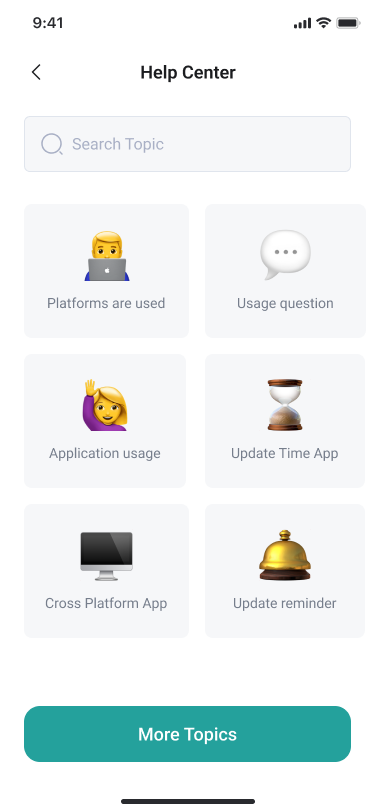 9:41
Help Center
Search Topic
Platforms are used
Usage question
Application usage
Update Time App
Cross Platform App
Update reminder
More Topics